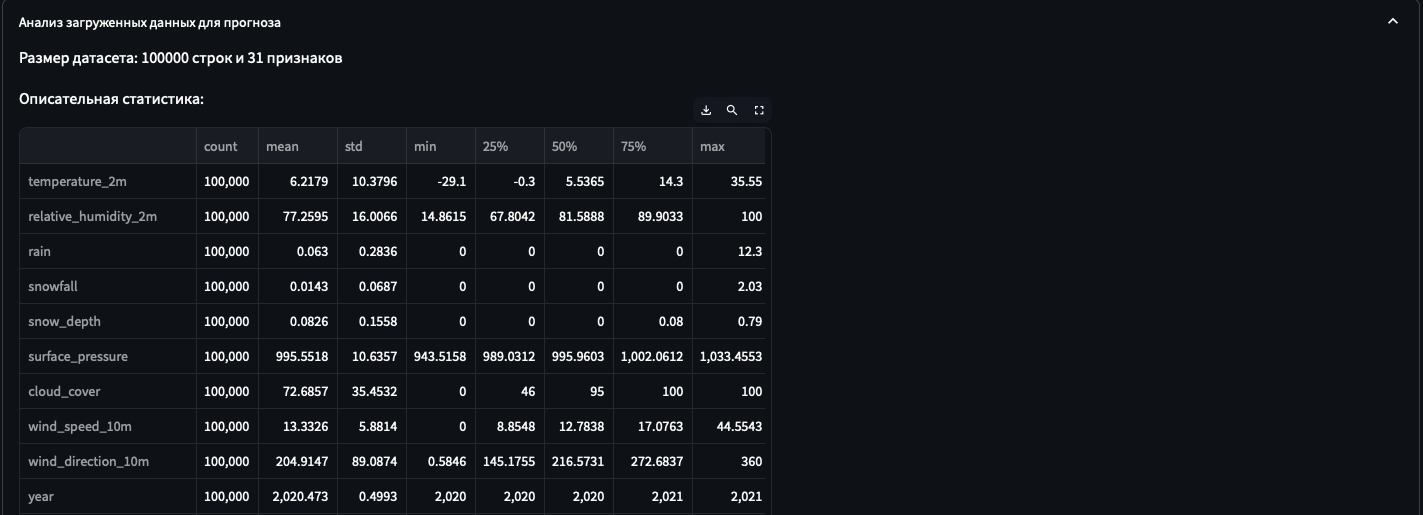 Анализ загруженных данных для прогноза
Размер датасета: 100000 строк и 31 признаков
Описательная статистика:
count mean std min 25% 50% 75% max
temperature_2m 100,000 6.2179 10.3796 -29.1 -0.3 5.5365 14.3 35.55
relative_humidity_2m 100,000 77.2595 16.0066 14.8615 67.8042 81.5888 89.9033 100
rain 100,000 0.063 0.2836 0 0 0 0 12.3
snowfall 100,000 0.0143 0.0687 0 0 0 0 2.03
snow_depth 100,000 0.0826 0.1558 0 0 0 0.08 0.79
surface_pressure 100,000 995.5518 10.6357 943.5158 989.0312 995.9603 1,002.0612 1,033.4553
cloud_cover 100,000 72.6857 35.4532 0 46 95 100 100
wind_speed_10m 100,000 13.3326 5.8814 0 8.8548 12.7838 17.0763 44.5543
wind_direction_10m 100,000 204.9147 89.0874 0.5846 145.1755 216.5731 272.6837 360
year 100,000 2,020.473 0.4993 2,020 2,020 2,020 2,021 2,021